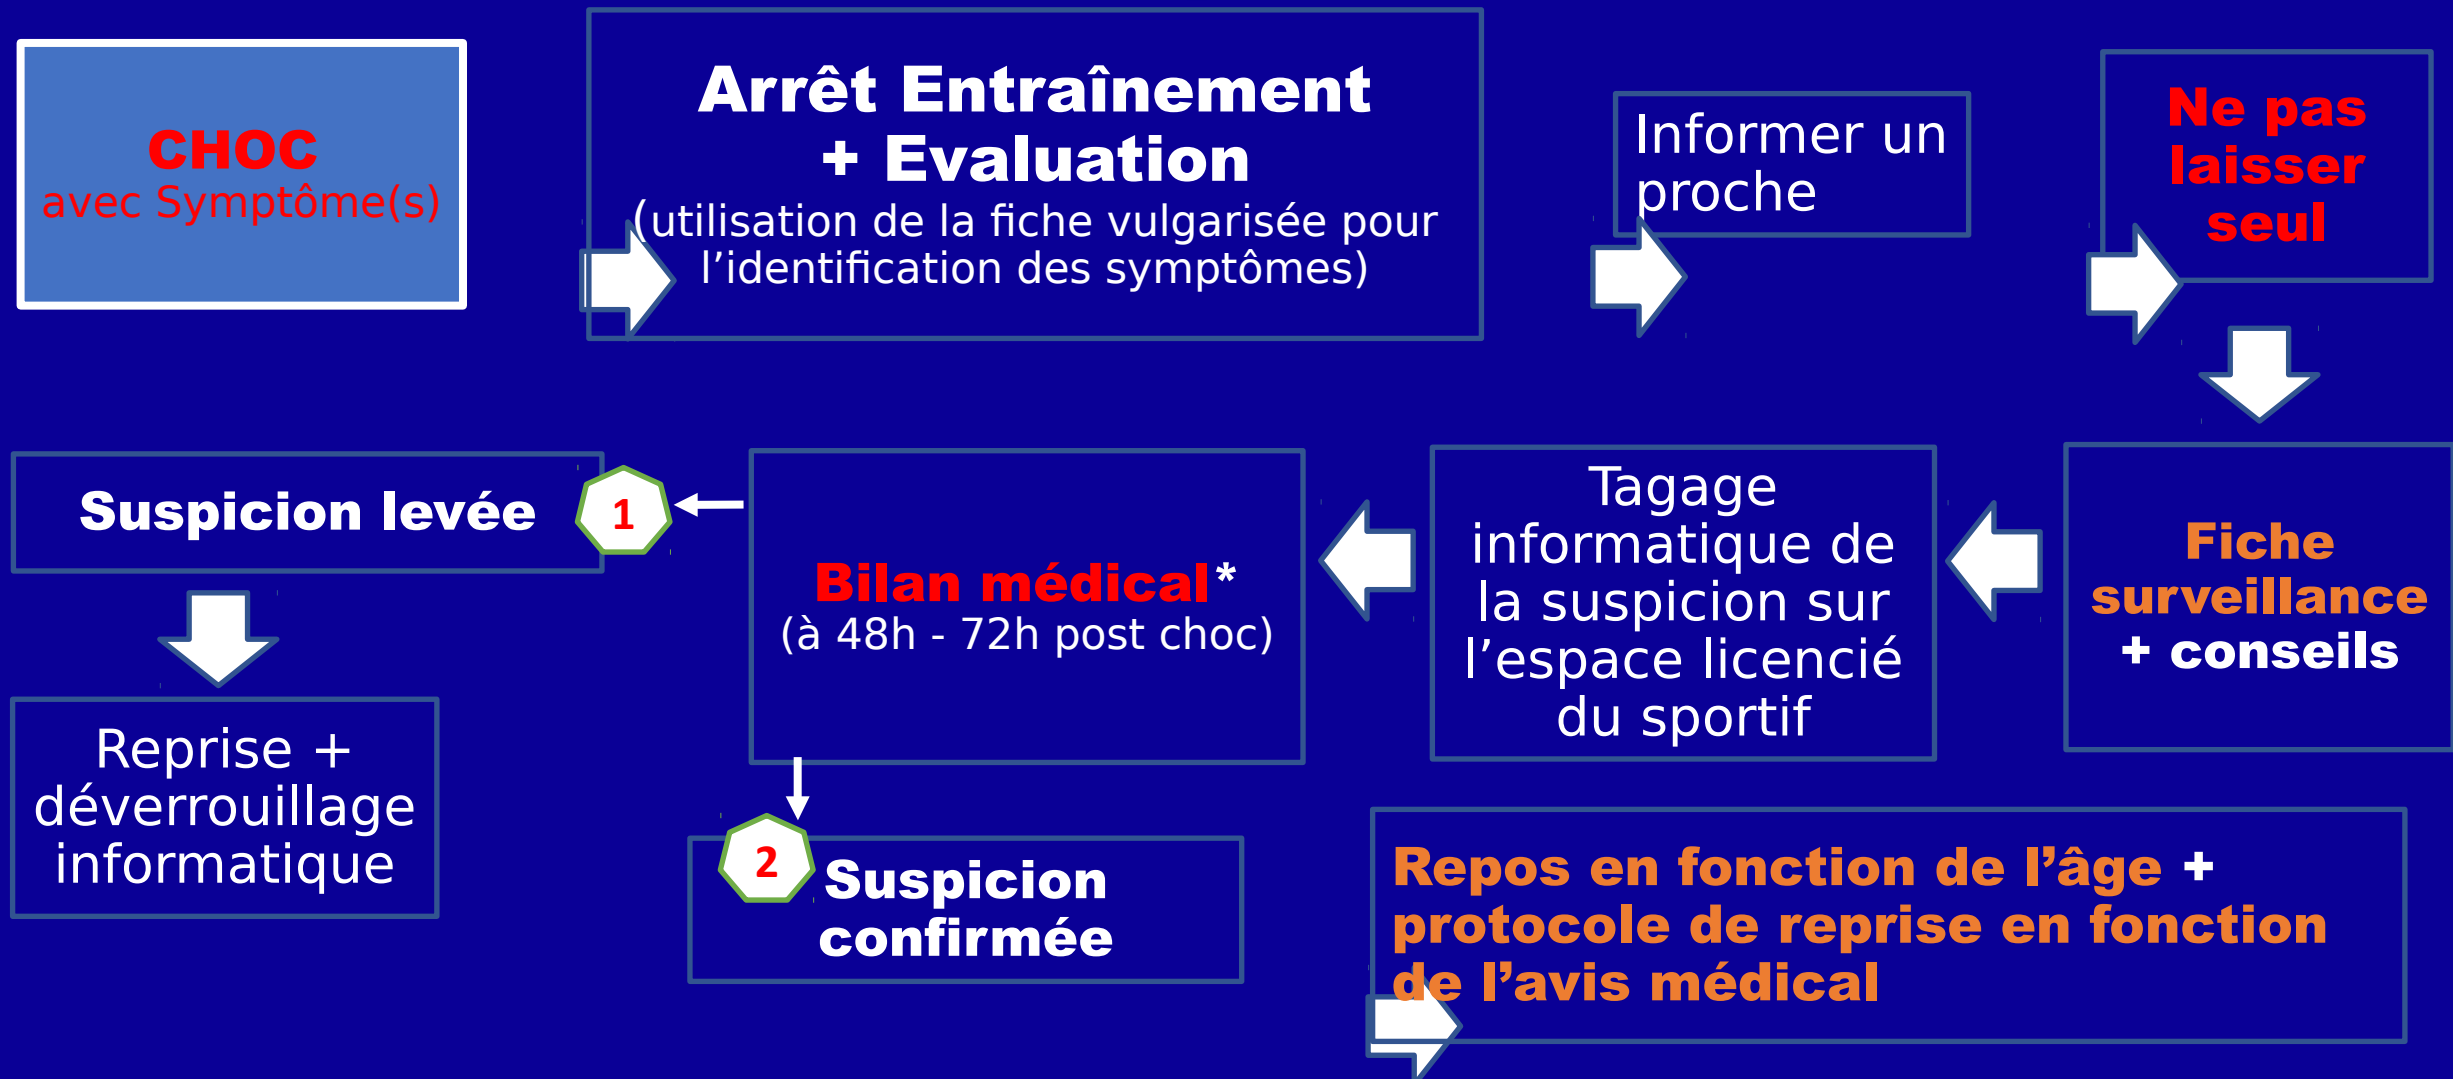 CHOC
avec Symptôme(s)
Arrêt Entraînement
+ Evaluation
(utilisation de la fiche vulgarisée pour
l’identification des symptômes)
Informer un
proche
Ne pas
laisser
seul
Fiche
surveillance
+ conseils
Tagage
informatique de
la suspicion sur
l’espace licencié
du sportif
Bilan médical*
(à 48h - 72h post choc)
1
Suspicion levée
Reprise +
déverrouillage
informatique
2
Suspicion
confirmée
Repos en fonction de l’âge +
protocole de reprise en fonction
de l’avis médical